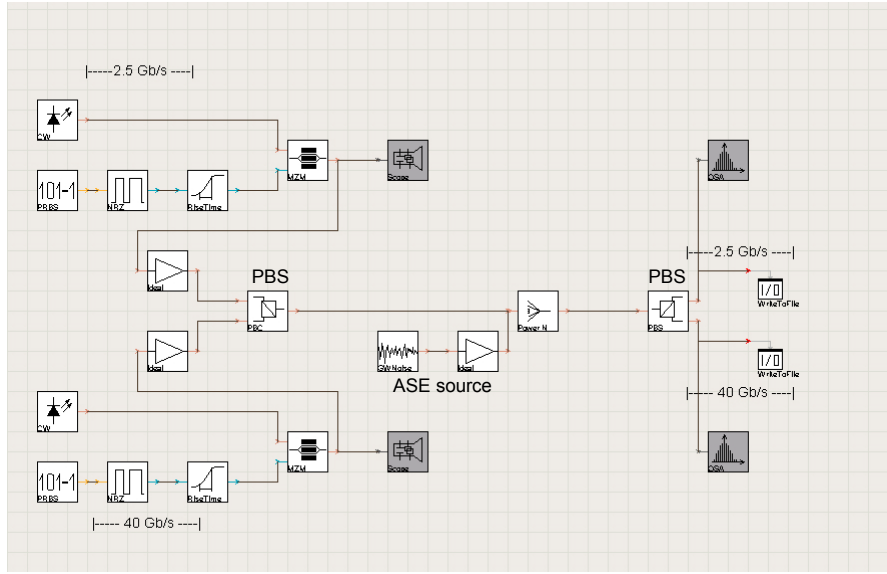 |-----2.5 Gb/s ----|
CW
MZM
Scope
OSA
101-1
PRBS
NRZ
RiseTime
|---2.5 Gb/s---|
Ideal
PBS
PBC
Power N.
PBS
PBS
I/O
WriteToFile
Ideal
GWNoise
Ideal
I/O
WriteToFile
ASE source
|---- 40 Gb/s ----|
CW
MZM
Scope
OSA
101-1
PRBS
NRZ
RiseTime
|---- 40 Gb/s ----|